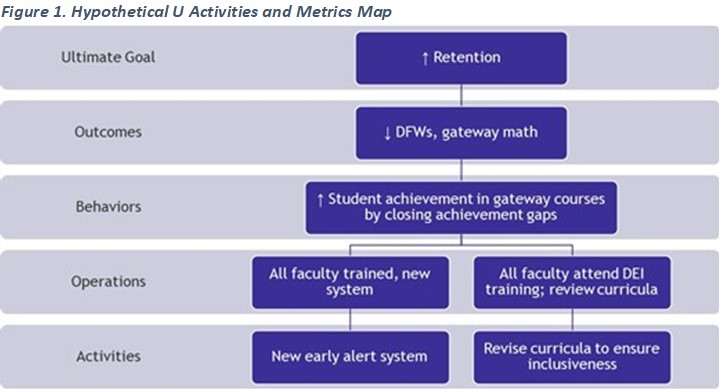 Figure 1. Hypothetical U Activities and Metrics Map
Ultimate Goal
↑ Retention
Outcomes
↓ DFWs, gateway math
Behaviors
↑ Student achievement in gateway courses
by closing achievement gaps
Operations
All faculty trained, new
system
All faculty attend DEI
training; review curricula
Activities
New early alert system
Revise curricula to ensure
inclusiveness